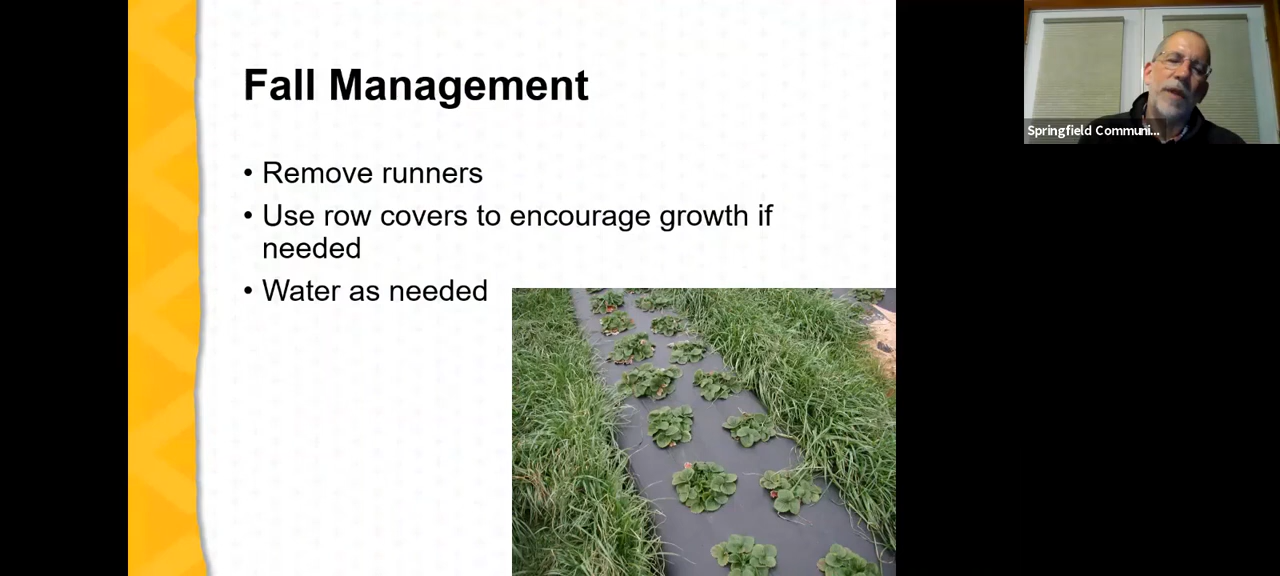 Fall Management
• Remove runners
• Use row covers to encourage growth if
needed
• Water as needed
Springfield Communi...